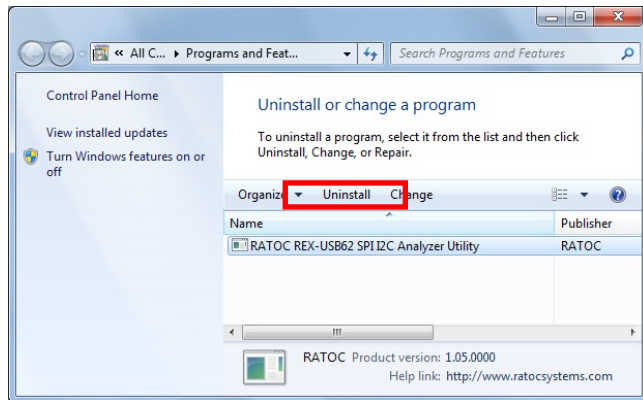 « All C... ▸ Programs and Feat...
Search Programs and Features
Control Panel Home
View installed updates
Turn Windows features on or
off
Uninstall or change a program
To uninstall a program, select it from the list and then click
Uninstall, Change, or Repair.
Organize Uninstall Change
Name Publisher
RATOC REX-USB62 SPI I2C Analyzer Utility RATOC
RATOC Product version: 1.05.0000
Help link: http://www.ratocsystems.com